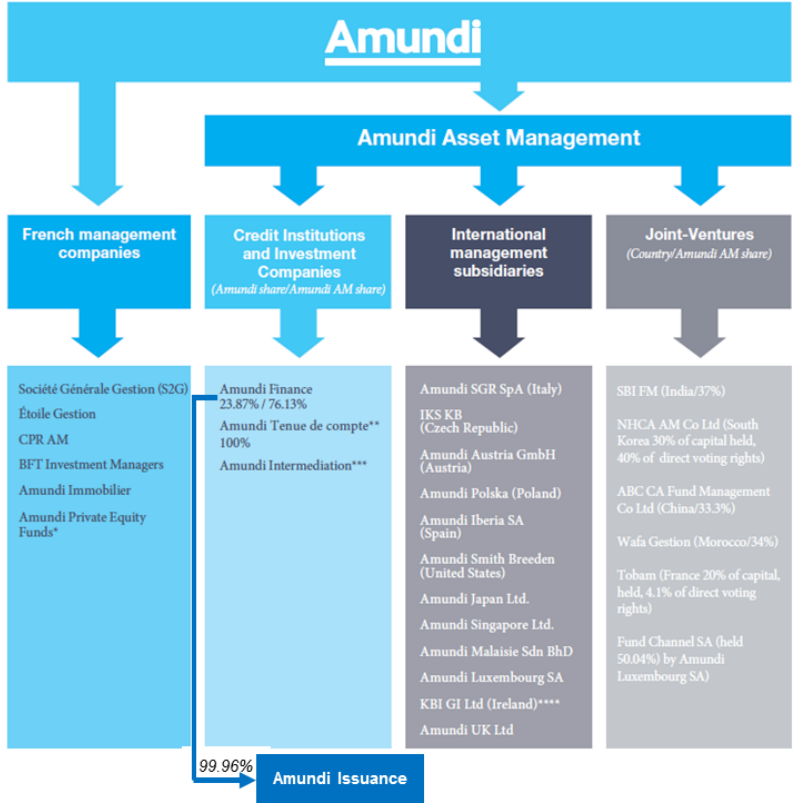 Amundi
Amundi Asset Management
French management
companies
Credit Institutions
and Investment
Companies
(Amundi share/Amundi AM share)
International
management
subsidiaries
Joint-Ventures
(Country/Amundi AM share)
Société Générale Gestion (S2G)
Étoile Gestion
CPR AM
BFT Investment Managers
Amundi Immobilier
Amundi Private Equity
Funds*
Amundi Finance
23.87% / 76.13%
Amundi Tenue de compte**
100%
Amundi Intermediation***
Amundi SGR SpA (Italy)
IKS KB
(Czech Republic)
Amundi Austria GmbH
(Austria)
Amundi Polska (Poland)
Amundi Iberia SA
(Spain)
Amundi Smith Breeden
(United States)
Amundi Japan Ltd.
Amundi Singapore Ltd.
Amundi Malaisie Sdn BhD
Amundi Luxembourg SA
KBI GI Ltd (Ireland)****
Amundi UK Ltd
SBI FM (India/37%)
NHCA AM Co Ltd (South
Korea 30% of capital held,
40% of  direct voting rights)
ABC CA Fund Management
Co Ltd (China/33.3%)
Wafa Gestion (Morocco/34%)
Tobam (France 20% of capital,
held, 4.1% of direct voting
rights)
Fund Channel SA (held
50.04%) by Amundi
Luxembourg SA)
99.96%
Amundi Issuance